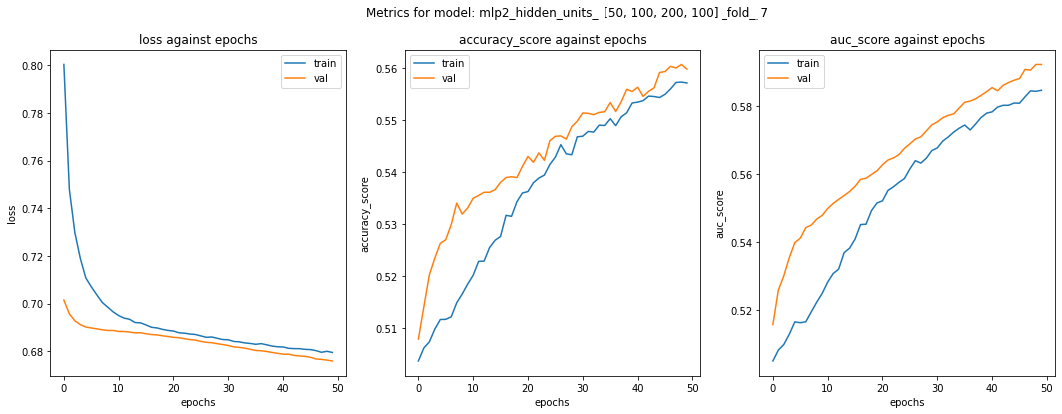 Metrics for model: mlp2_hidden_units_ [50, 100, 200, 100] _fold_ 7
loss against epochs
train
val
0.80
0.78
0.76
0.74
0.72
0.70
0.68
loss
0
10
20
30
40
50
epochs
accuracy_score against epochs
train
val
0.56
0.55
0.54
0.53
0.52
0.51
accuracy_score
0
10
20
30
40
50
epochs
auc_score against epochs
train
val
0.58
0.56
0.54
0.52
auc_score
0
10
20
30
40
50
epochs